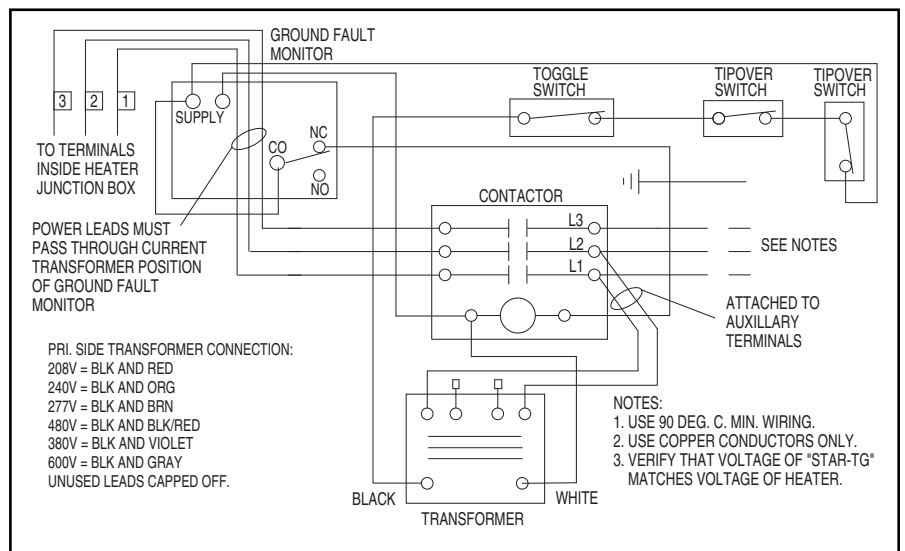 GROUND FAULT
MONITOR
TOGGLE
SWITCH
TIPOVER
SWITCH
TIPOVER
SWITCH
3 2 1
SUPPLY
NC
CO
NO
TO TERMINALS
INSIDE HEATER
JUNCTION BOX
POWER LEADS MUST
PASS THROUGH CURRENT
TRANSFORMER POSITION
OF GROUND FAULT
MONITOR
CONTACTOR
L3
L2
L1
SEE NOTES
ATTACHED TO
AUXILLARY
TERMINALS
PRI. SIDE TRANSFORMER CONNECTION:
208V = BLK AND RED
240V = BLK AND ORG
277V = BLK AND BRN
480V = BLK AND BLK/RED
380V = BLK AND VIOLET
600V = BLK AND GRAY
UNUSED LEADS CAPPED OFF.
NOTES:
1. USE 90 DEG. C. MIN. WIRING.
2. USE COPPER CONDUCTORS ONLY.
3. VERIFY THAT VOLTAGE OF "STAR-TG"
MATCHES VOLTAGE OF HEATER.
BLACK
WHITE
TRANSFORMER